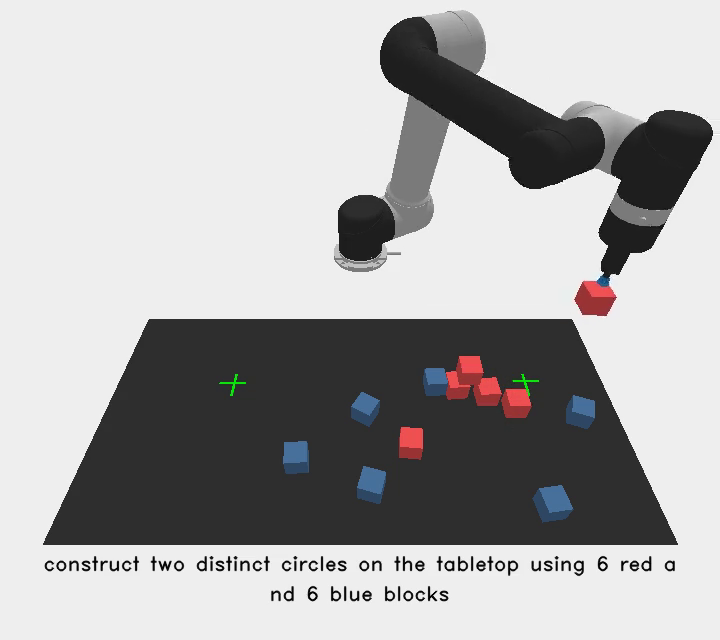 construct two distinct circles on the tabletop using 6 red a
nd 6 blue blocks